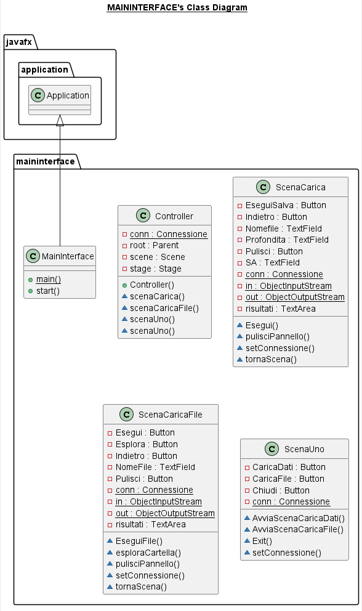 MAININTERFACE's Class Diagram
javafx
application
C Application
maininterface
C MainInterface
main()
start()
C Controller
conn : Connessione
root : Parent
scene : Scene
stage : Stage
Controller()
scenaCarica()
scenaCaricaFile()
scenaUno()
scenaUno()
C ScenaCarica
EseguiSalva : Button
Indietro : Button
Nomefile : TextField
Profondita : TextField
Pulisci : Button
SA : TextField
conn : Connessione
in : ObjectInputStream
out : ObjectOutputStream
risultati : TextArea
Esegui()
pulisciPannello()
setConnessione()
tornaScena()
C ScenaCaricaFile
Esegui : Button
Esplora : Button
Indietro : Button
NomeFile : TextField
Pulisci : Button
conn : Connessione
in : ObjectInputStream
out : ObjectOutputStream
risultati : TextArea
EseguiFile()
esploraCartella()
pulisciPannello()
setConnessione()
tornaScena()
C ScenaUno
CaricaDati : Button
CaricaFile : Button
Chiudi : Button
conn : Connessione
AvviaScenaCaricaDati()
AvviaScenaCaricaFile()
Exit()
setConnessione()